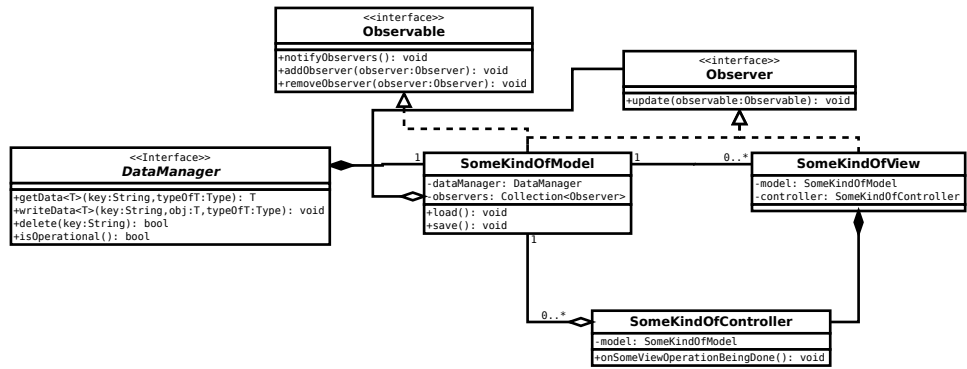 <<interface>>
Observable
+notifyObservers(): void
+addObserver(observer:Observer): void
+removeObserver(observer:Observer): void
<<interface>>
Observer
+update(observable:Observable): void
<<Interface>>
DataManager
+getData<T>(key:String,typeOfT:Type): T
+writeData<T>(key:String,obj:T,typeOfT:Type): void
+delete(key:String): bool
+isOperational(): bool
1
SomeKindOfModel
-dataManager: DataManager
-observers: Collection<Observer>
+load(): void
+save(): void
1
0..*
SomeKindOfView
-model: SomeKindOfModel
-controller: SomeKindOfController
1
0..*
SomeKindOfController
-model: SomeKindOfModel
+onSomeViewOperationBeingDone(): void